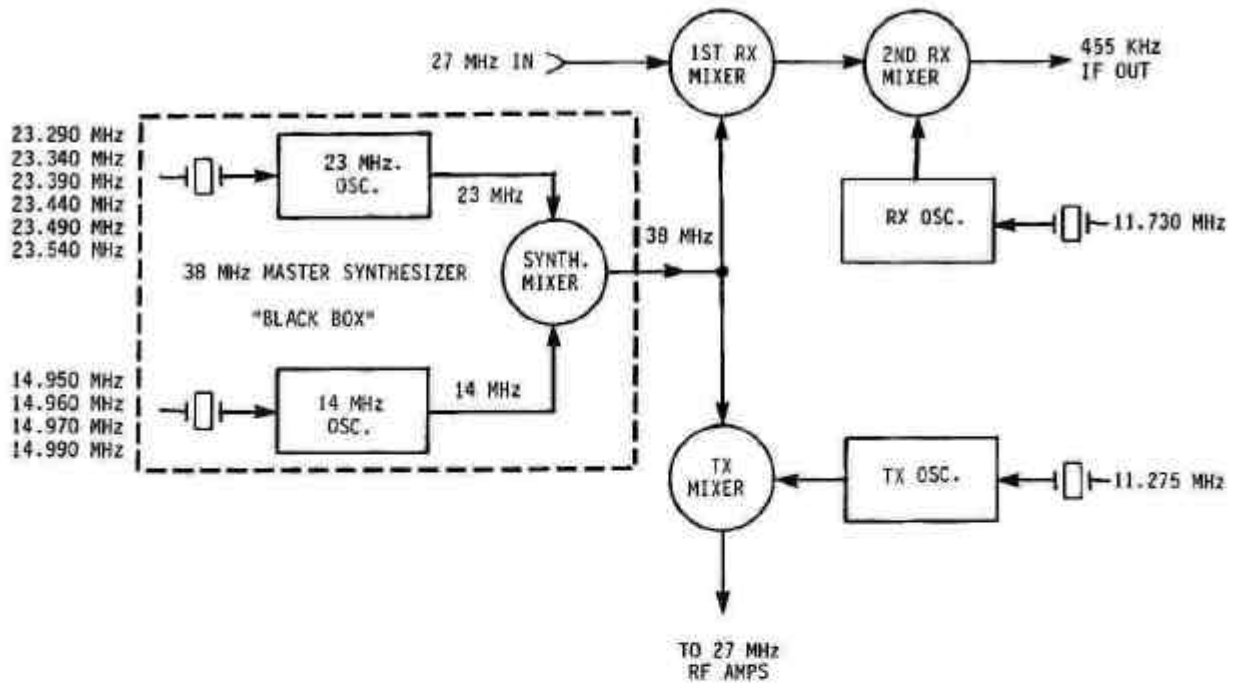 27 MHz IN
1ST RX
MIXER
2ND RX
MIXER
455 KHz
IF OUT
23.290 MHz
23.340 MHz
23.390 MHz
23.440 MHz
23.490 MHz
23.540 MHz
23 MHz.
OSC.
23 MHz
RX OSC.
11.730 MHz
38 MHz
38 MHz MASTER SYNTHESIZER
"BLACK BOX"
SYNTH.
MIXER
14.950 MHz
14.960 MHz
14.970 MHz
14.990 MHz
14 MHz
OSC.
14 MHz
TX
MIXER
TX OSC.
11.275 MHz
TO 27 MHz
RF AMPS